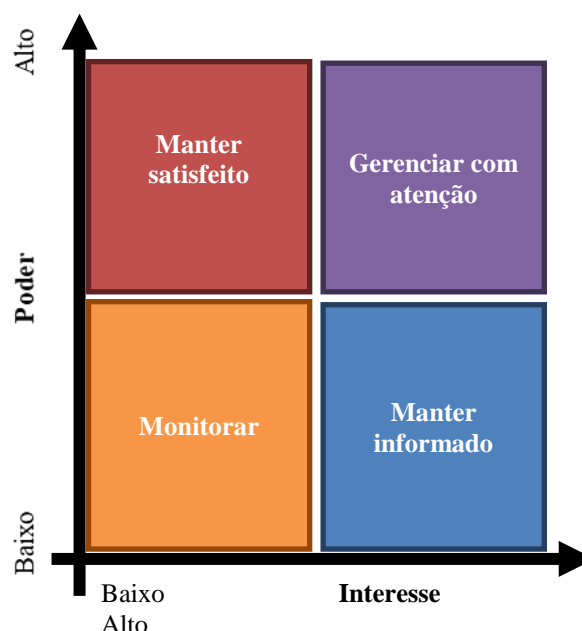 Alto
Manter
satisfeito
Gerenciar com
atenção
Poder
Monitorar
Manter
informado
Baixo
Baixo
Interesse
Alto